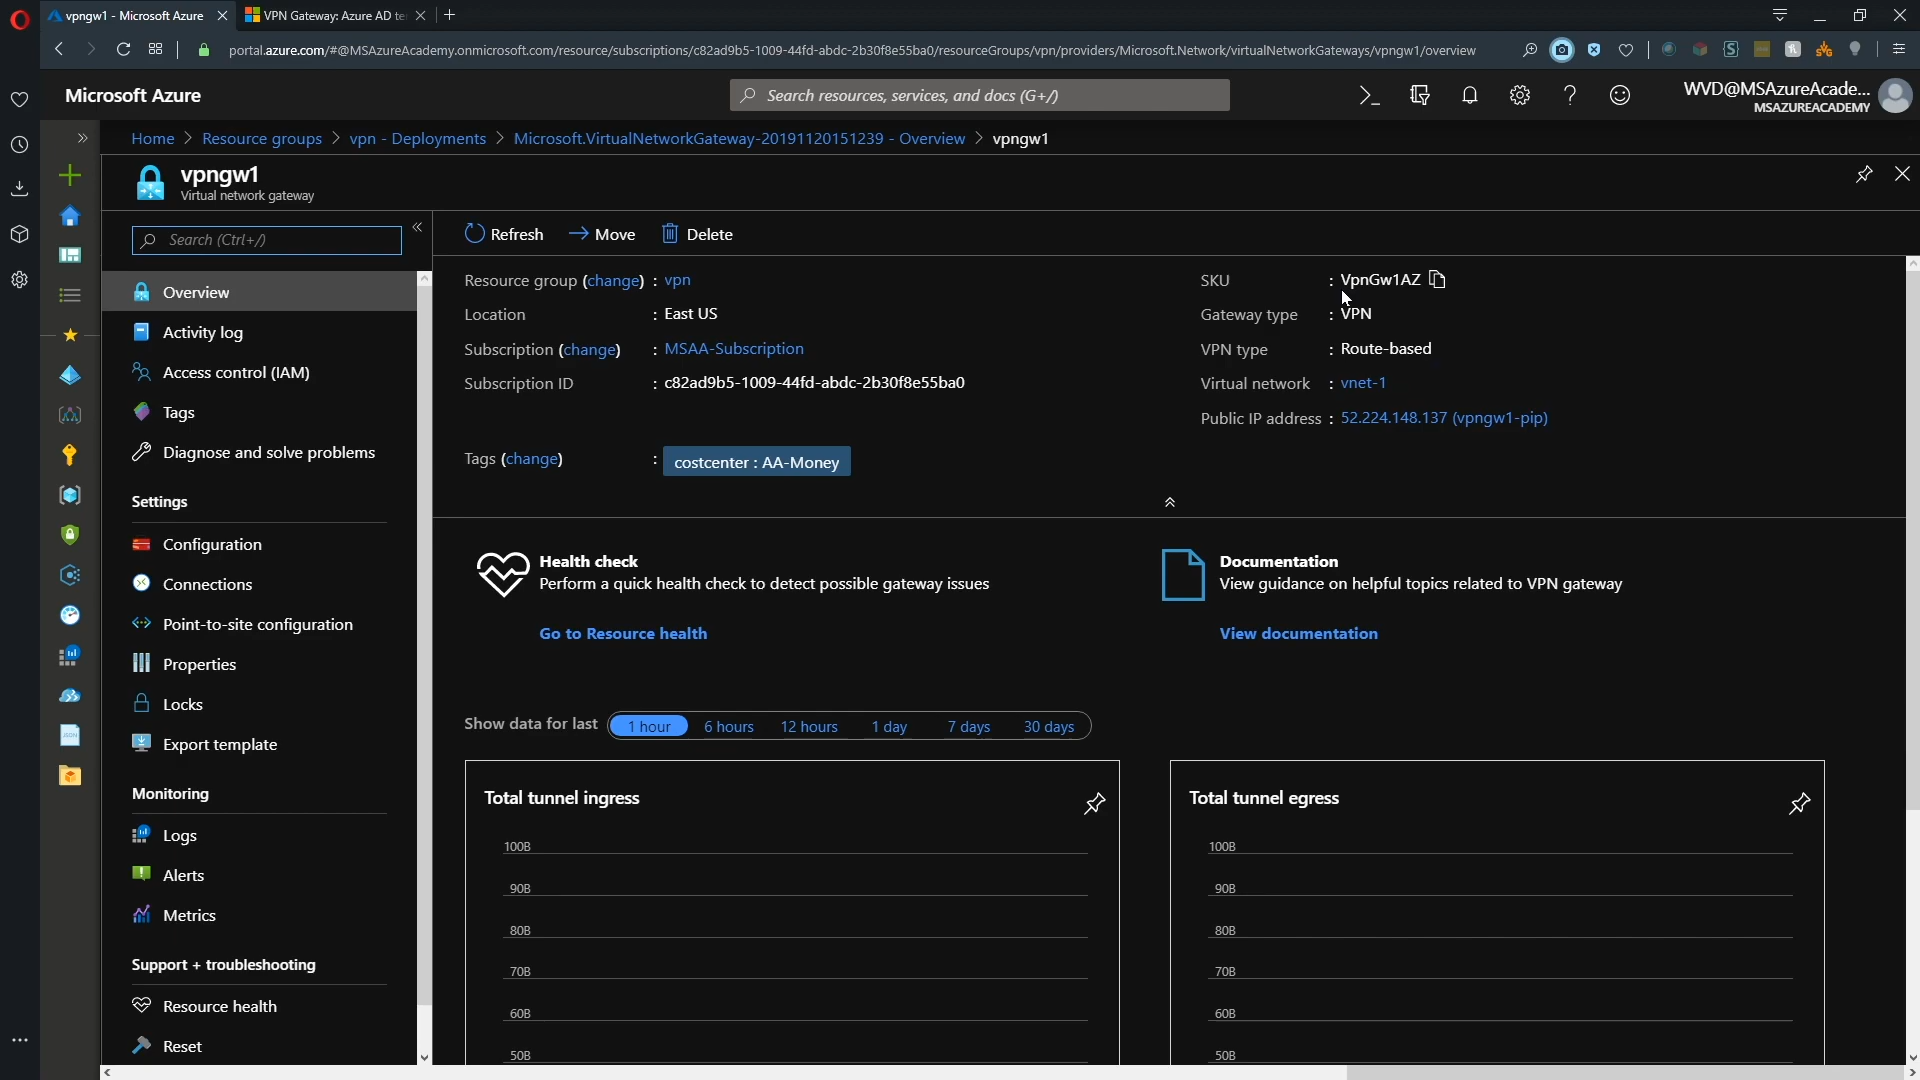 vpngw1 - Microsoft Azure
VPN Gateway: Azure AD te
portal.azure.com/#@MSAzureAcademy.onmicrosoft.com/resource/subscriptions/c82ad9b5-1009-44fd-abdc-2b30f8e55ba0/resourceGroups/vpn/providers/Microsoft.Network/virtualNetworkGateways/vpngw1/overview
Microsoft Azure
Search resources, services, and docs (G+/)
WVD@MSAzureAcade...
MSAZUREACADEMY
Home > Resource groups > vpn - Deployments > Microsoft.VirtualNetworkGateway-20191120151239 - Overview > vpngw1
vpngw1
Virtual network gateway
Search (Ctrl+/)
Overview
Activity log
Access control (IAM)
Tags
Diagnose and solve problems
Settings
Configuration
Connections
Point-to-site configuration
Properties
Locks
Export template
Monitoring
Logs
Alerts
Metrics
Support + troubleshooting
Resource health
Reset
Refresh
Move
Delete
Resource group (change) : vpn
Location : East US
Subscription (change) : MSAA-Subscription
Subscription ID : c82ad9b5-1009-44fd-abdc-2b30f8e55ba0
Tags (change) : costcenter : AA-Money
SKU : VpnGw1AZ
Gateway type : VPN
VPN type : Route-based
Virtual network : vnet-1
Public IP address : 52.224.148.137 (vpngw1-pip)
Health check
Perform a quick health check to detect possible gateway issues
Go to Resource health
Documentation
View guidance on helpful topics related to VPN gateway
View documentation
Show data for last 1 hour 6 hours 12 hours 1 day 7 days 30 days
Total tunnel ingress
100B
90B
80B
70B
60B
50B
Total tunnel egress
100B
90B
80B
70B
60B
50B